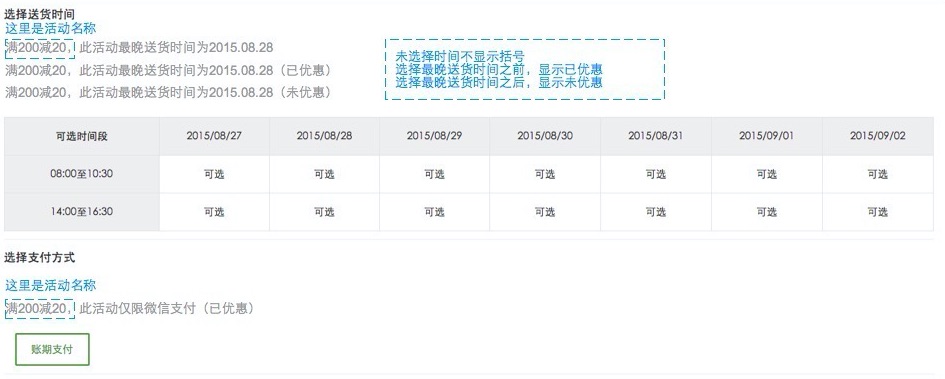 选择送货时间
这里是活动名称
满200减20，此活动最晚送货时间为2015.08.28
满200减20，此活动最晚送货时间为2015.08.28（已优惠）
满200减20，此活动最晚送货时间为2015.08.28（未优惠）
未选择时间不显示括号
选择最晚送货时间之前，显示已优惠
选择最晚送货时间之后，显示未优惠
可选时间段 2015/08/27 2015/08/28 2015/08/29 2015/08/30 2015/08/31 2015/09/01 2015/09/02
08:00至10:30 可选 可选 可选 可选 可选 可选 可选
14:00至16:30 可选 可选 可选 可选 可选 可选 可选
选择支付方式
这里是活动名称
满200减20，此活动仅限微信支付（已优惠）
账期支付